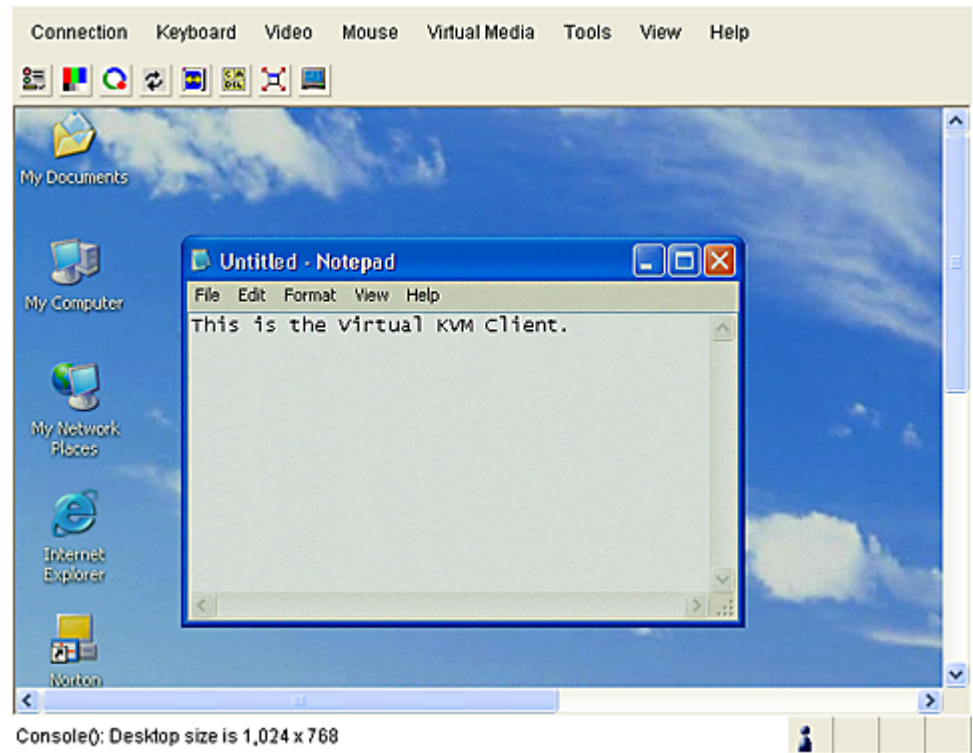 Connection Keyboard Video Mouse Virtual Media Tools View Help
My Documents
Untitled - Notepad
My Computer
File Edit Format View Help
This is the Virtual KVM Client.
My Network
Places
Internet
Explorer
Norton
Console(): Desktop size is 1,024 x 768